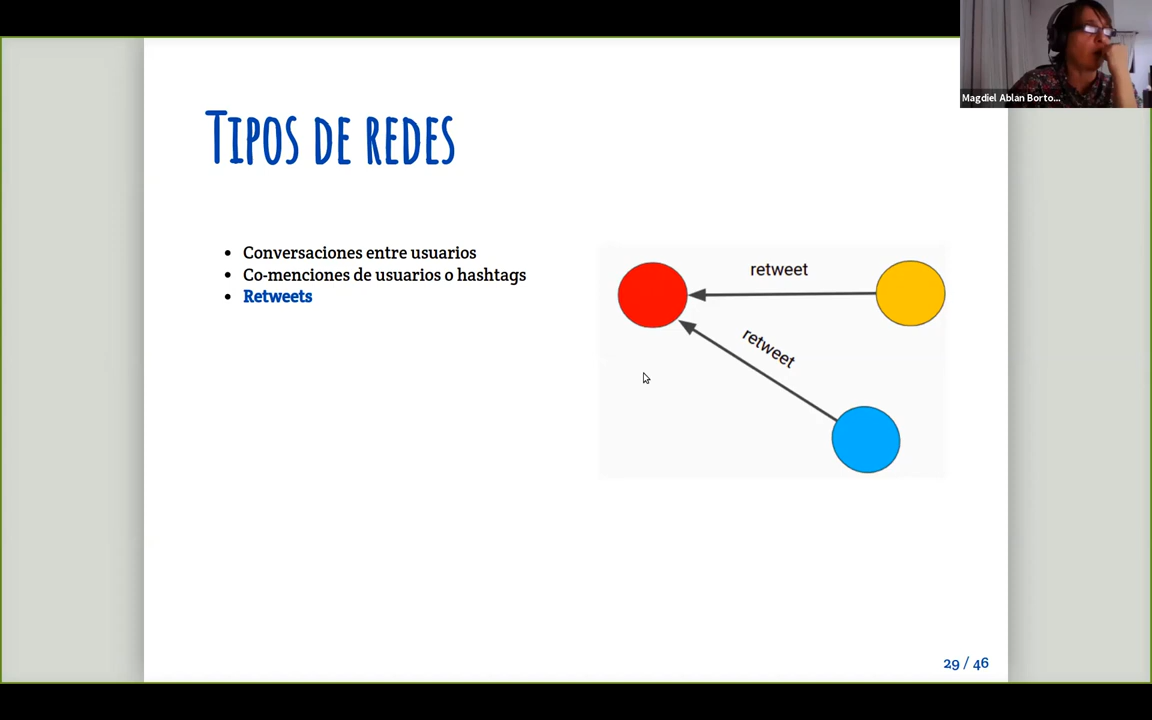 Magdiel Ablan Borto...
TIPOS DE REDES
Conversaciones entre usuarios
Co-menciones de usuarios o hashtags
Retweets
retweet
retweet
29 / 46